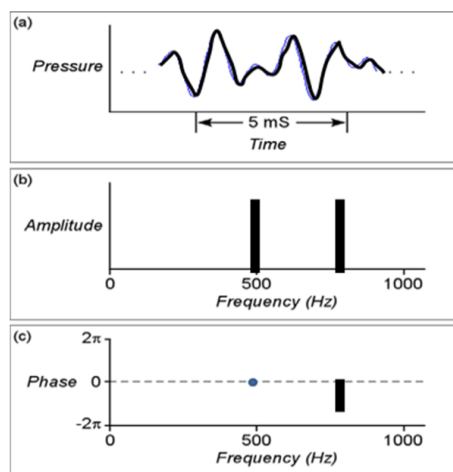 (a)
Pressure
5 mS
Time
(b)
Amplitude
0 500 1000
Frequency (Hz)
(c)
2π
Phase 0
-2π
0 500 1000
Frequency (Hz)